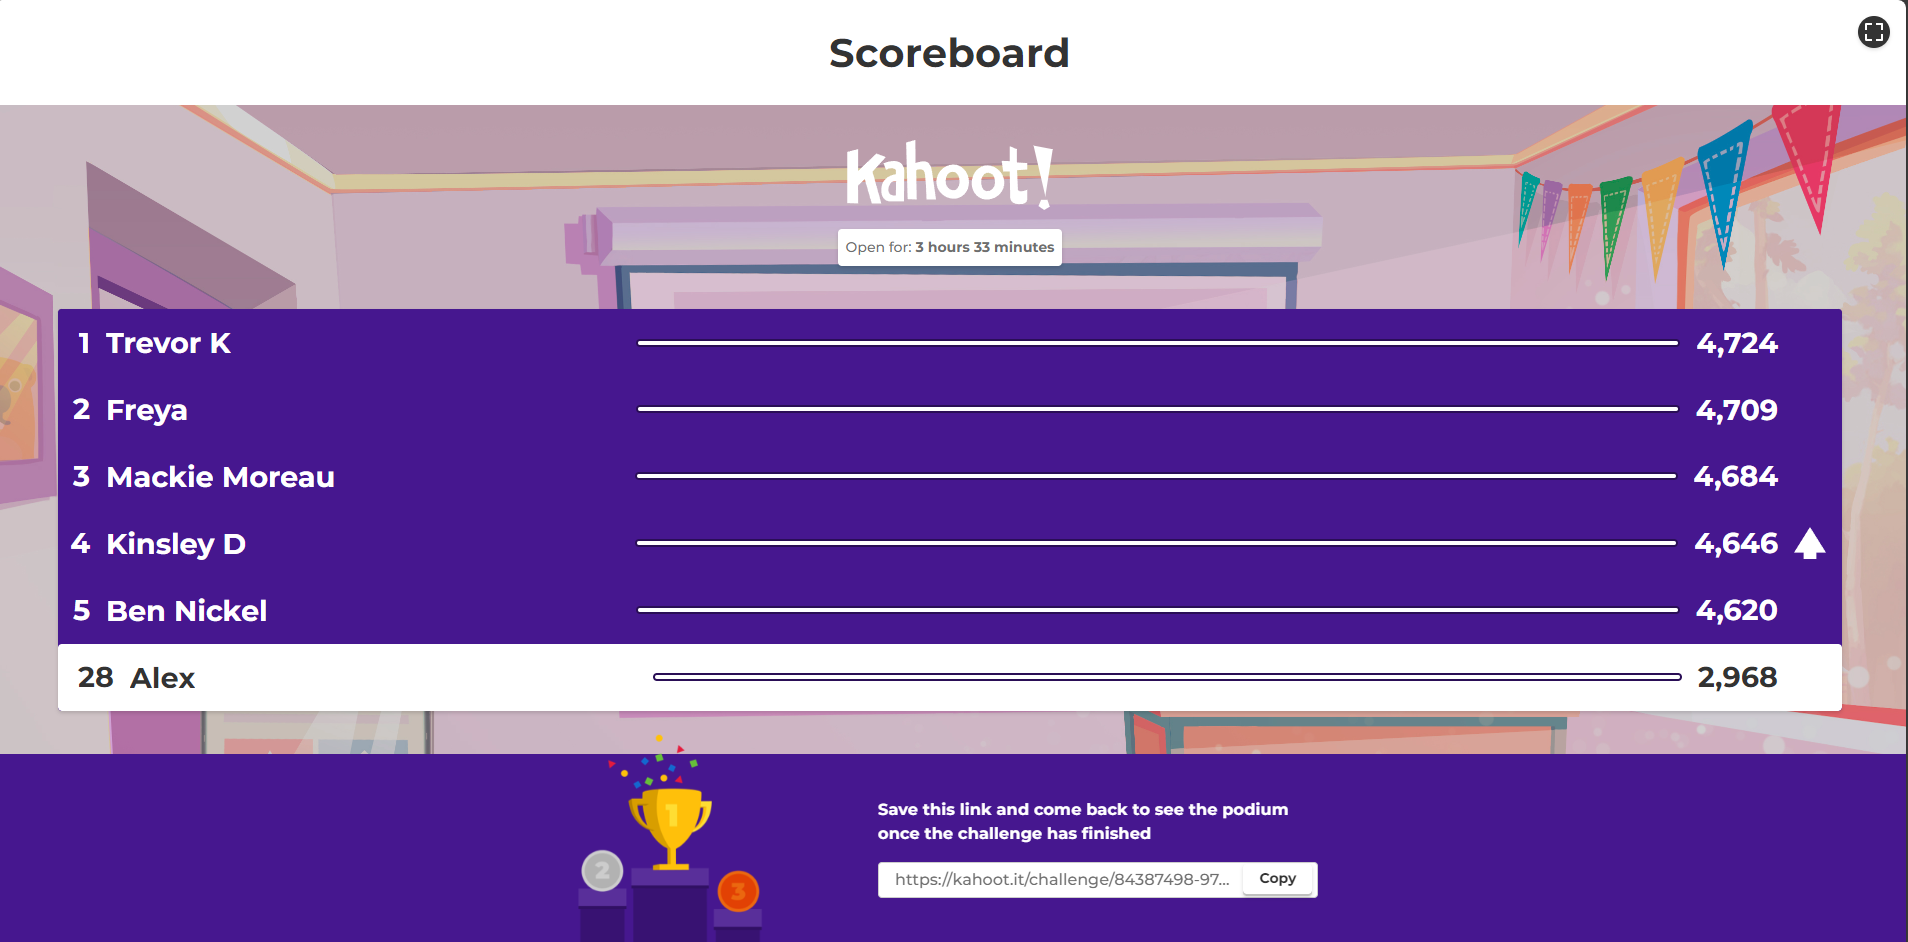 Scoreboard
Kahoot!
Open for: 3 hours 33 minutes
1 Trevor K 4,724
2 Freya 4,709
3 Mackie Moreau 4,684
4 Kinsley D 4,646
5 Ben Nickel 4,620
28 Alex 2,968
1
2
3
Save this link and come back to see the podium
once the challenge has finished
https://kahoot.it/challenge/84387498-97... Copy